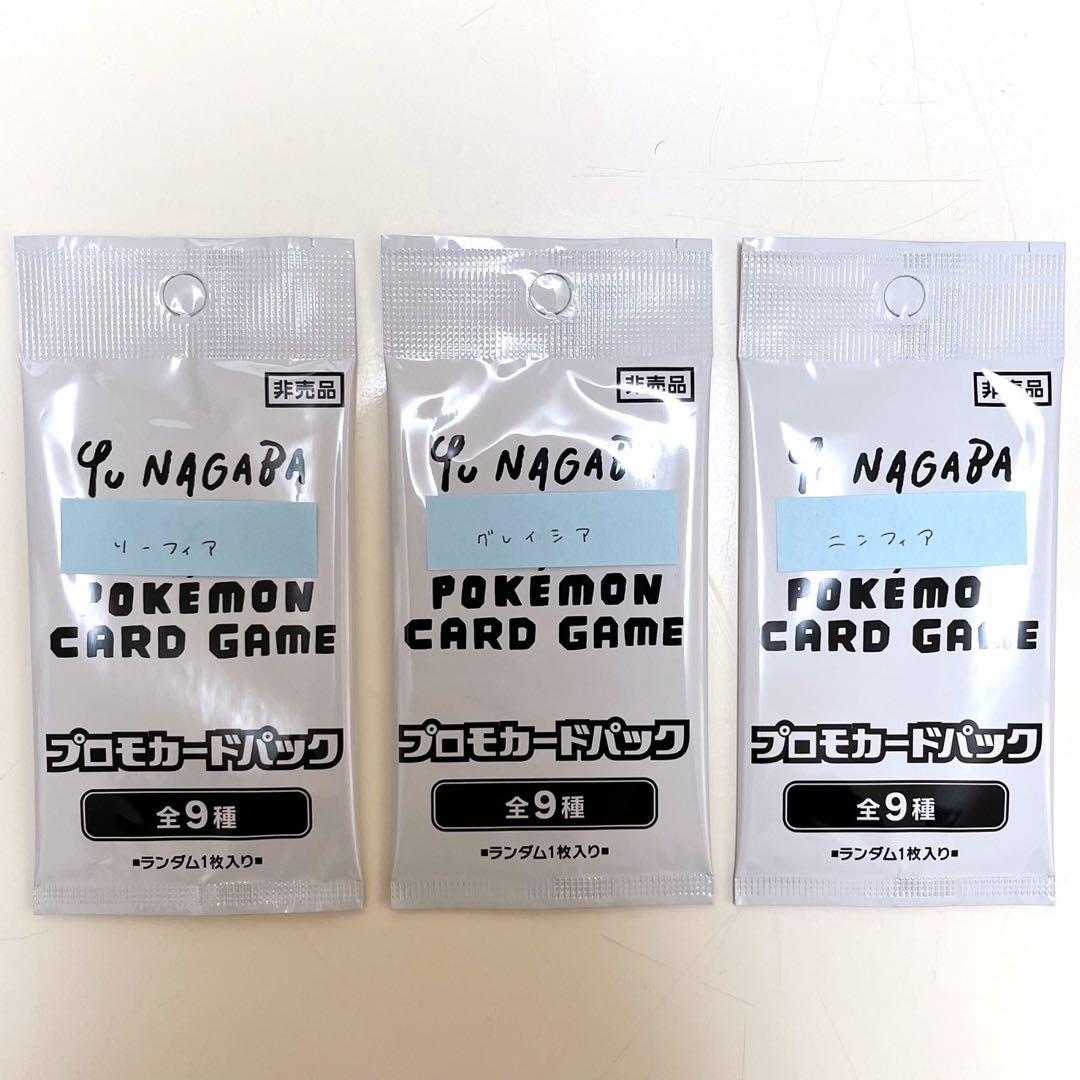 非売品
Yu NAGABA
リーフィア
POKÉMON
CARD GAME
プロモカードパック
全9種
■ランダム1枚入り■
非売品
Yu NAGABA
グレイシア
POKÉMON
CARD GAME
プロモカードパック
全9種
■ランダム1枚入り■
非売品
Yu NAGABA
ニンフィア
POKÉMON
CARD GAME
プロモカードパック
全9種
■ランダム1枚入り■